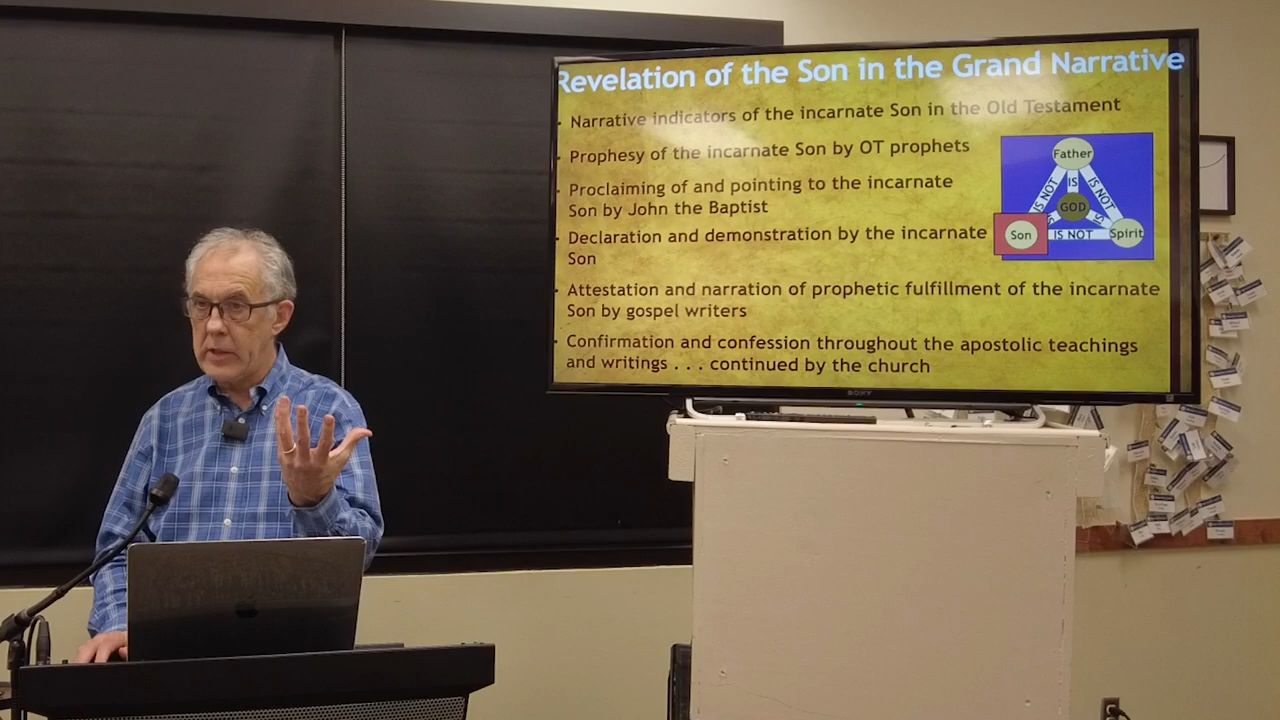 Revelation of the Son in the Grand Narrative
Narrative indicators of the incarnate Son in the Old Testament
Prophesy of the incarnate Son by OT prophets
Proclaiming of and pointing to the incarnate
Son by John the Baptist
Declaration and demonstration by the incarnate
Son
Attestation and narration of prophetic fulfillment of the incarnate
Son by gospel writers
Confirmation and confession throughout the apostolic teachings
and writings . . . continued by the church
Father
IS NOT
IS
IS NOT
GOD
IS
IS
Son
IS NOT
Spirit
SONY